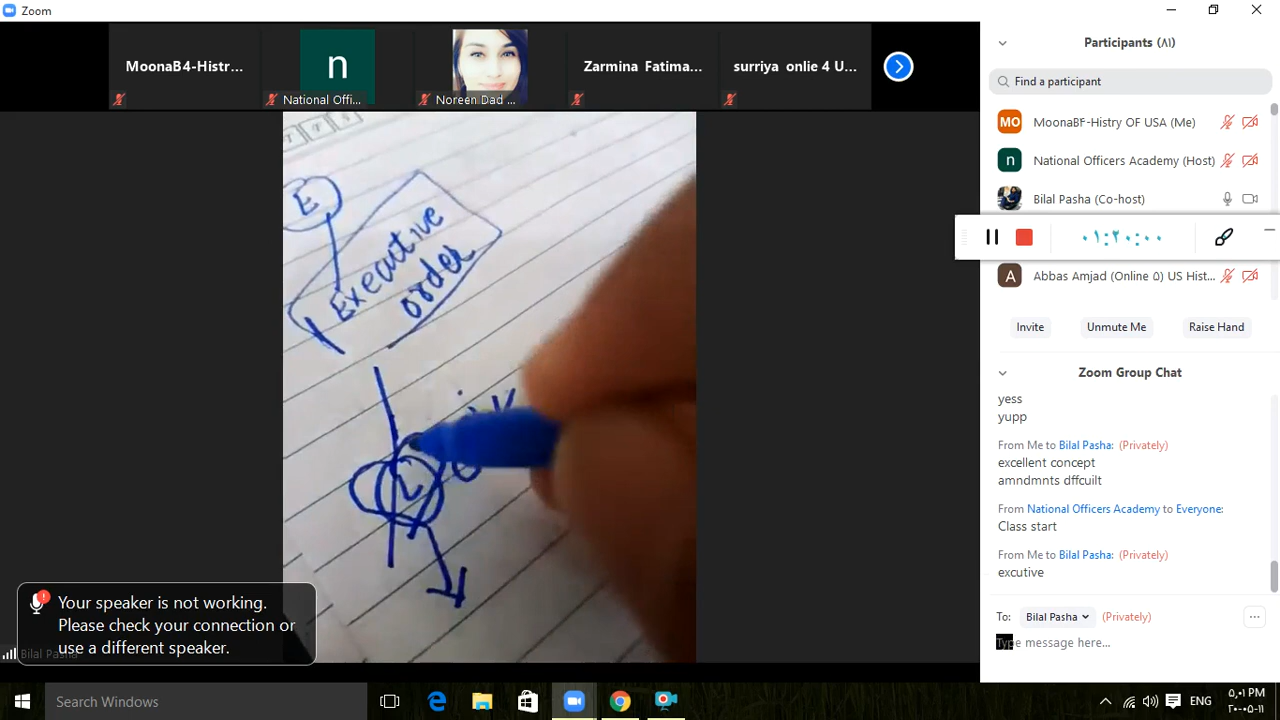 Zoom
MoonaB4-Histr...
n
National Offi...
Noreen Dad ...
Zarmina Fatima...
surriya onlie 4 U...
E
Executive
order
L
Your speaker is not working.
Please check your connection or
use a different speaker.
Bilal Pasha
Participants (٨١)
Find a participant
MO
MoonaB۴-Histry OF USA (Me)
n
National Officers Academy (Host)
Bilal Pasha (Co-host)
٠١:٢٠:٠٠
A
Abbas Amjad (Online ۵) US Hist...
Invite
Unmute Me
Raise Hand
Zoom Group Chat
yess
yupp
From Me to Bilal Pasha: (Privately)
excellent concept
amndmnts dffcuilt
From National Officers Academy to Everyone:
Class start
From Me to Bilal Pasha: (Privately)
excutive
To: Bilal Pasha (Privately)
Type message here...
Search Windows
ENG
۵:٠١ PM